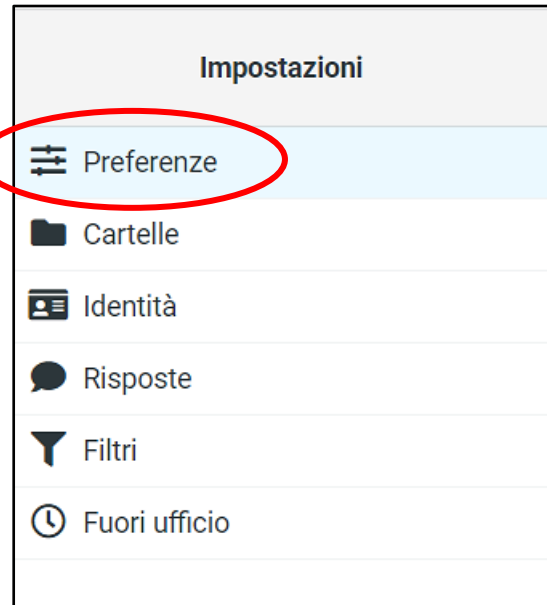 Impostazioni
Preferenze
Cartelle
Identità
Risposte
Filtri
Fuori ufficio